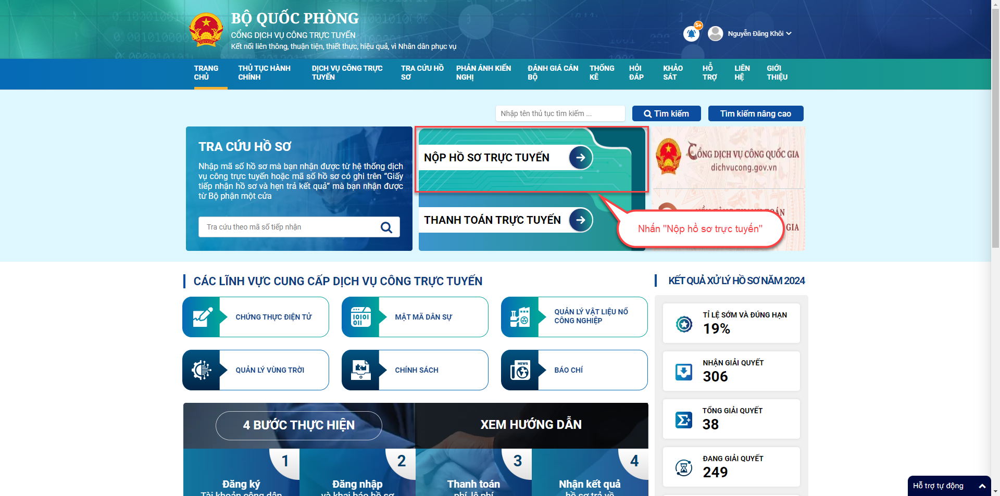 BỘ QUỐC PHÒNG
CỔNG DỊCH VỤ CÔNG TRỰC TUYẾN
Kết nối liên thông, thuận tiện, thiết thực, hiệu quả, vì Nhân dân phục vụ
5+
Nguyễn Đăng Khôi
TRANG CHỦ
THỦ TỤC HÀNH CHÍNH
DỊCH VỤ CÔNG TRỰC TUYẾN
TRA CỨU HỒ SƠ
PHẢN ÁNH KIẾN NGHỊ
ĐÁNH GIÁ CÁN BỘ
THỐNG KÊ
HỎI ĐÁP
KHẢO SÁT
HỖ TRỢ
LIÊN HỆ
GIỚI THIỆU
Nhập tên thủ tục tìm kiếm ...
Tìm kiếm
Tìm kiếm nâng cao
TRA CỨU HỒ SƠ
Nhập mã số hồ sơ mà bạn nhận được từ hệ thống dịch
vụ công trực tuyến hoặc mã số hồ sơ có ghi trên “Giấy
tiếp nhận hồ sơ và hẹn trả kết quả” mà bạn nhận được
từ Bộ phận một cửa
Tra cứu theo mã số tiếp nhận
NỘP HỒ SƠ TRỰC TUYẾN
THANH TOÁN TRỰC TUYẾN
CỔNG DỊCH VỤ CÔNG QUỐC GIA
dichvucong.gov.vn
GIA
Nhấn "Nộp hồ sơ trực tuyến"
CÁC LĨNH VỰC CUNG CẤP DỊCH VỤ CÔNG TRỰC TUYẾN
CHỨNG THỰC ĐIỆN TỬ
MẬT MÃ DÂN SỰ
QUẢN LÝ VẬT LIỆU NỔ
CÔNG NGHIỆP
QUẢN LÝ VÙNG TRỜI
CHÍNH SÁCH
NEWS
BÁO CHÍ
KẾT QUẢ XỬ LÝ HỒ SƠ NĂM 2024
TỈ LỆ SỚM VÀ ĐÚNG HẠN
19%
NHẬN GIẢI QUYẾT
306
TỔNG GIẢI QUYẾT
38
ĐANG GIẢI QUYẾT
249
4 BƯỚC THỰC HIỆN
XEM HƯỚNG DẪN
1
Đăng ký
Tài khoản công dân
2
Đăng nhập
và khai báo hồ sơ
3
Thanh toán
phí, lệ phí
4
Nhận kết quả
hồ sơ trả về
Hỗ trợ tự động